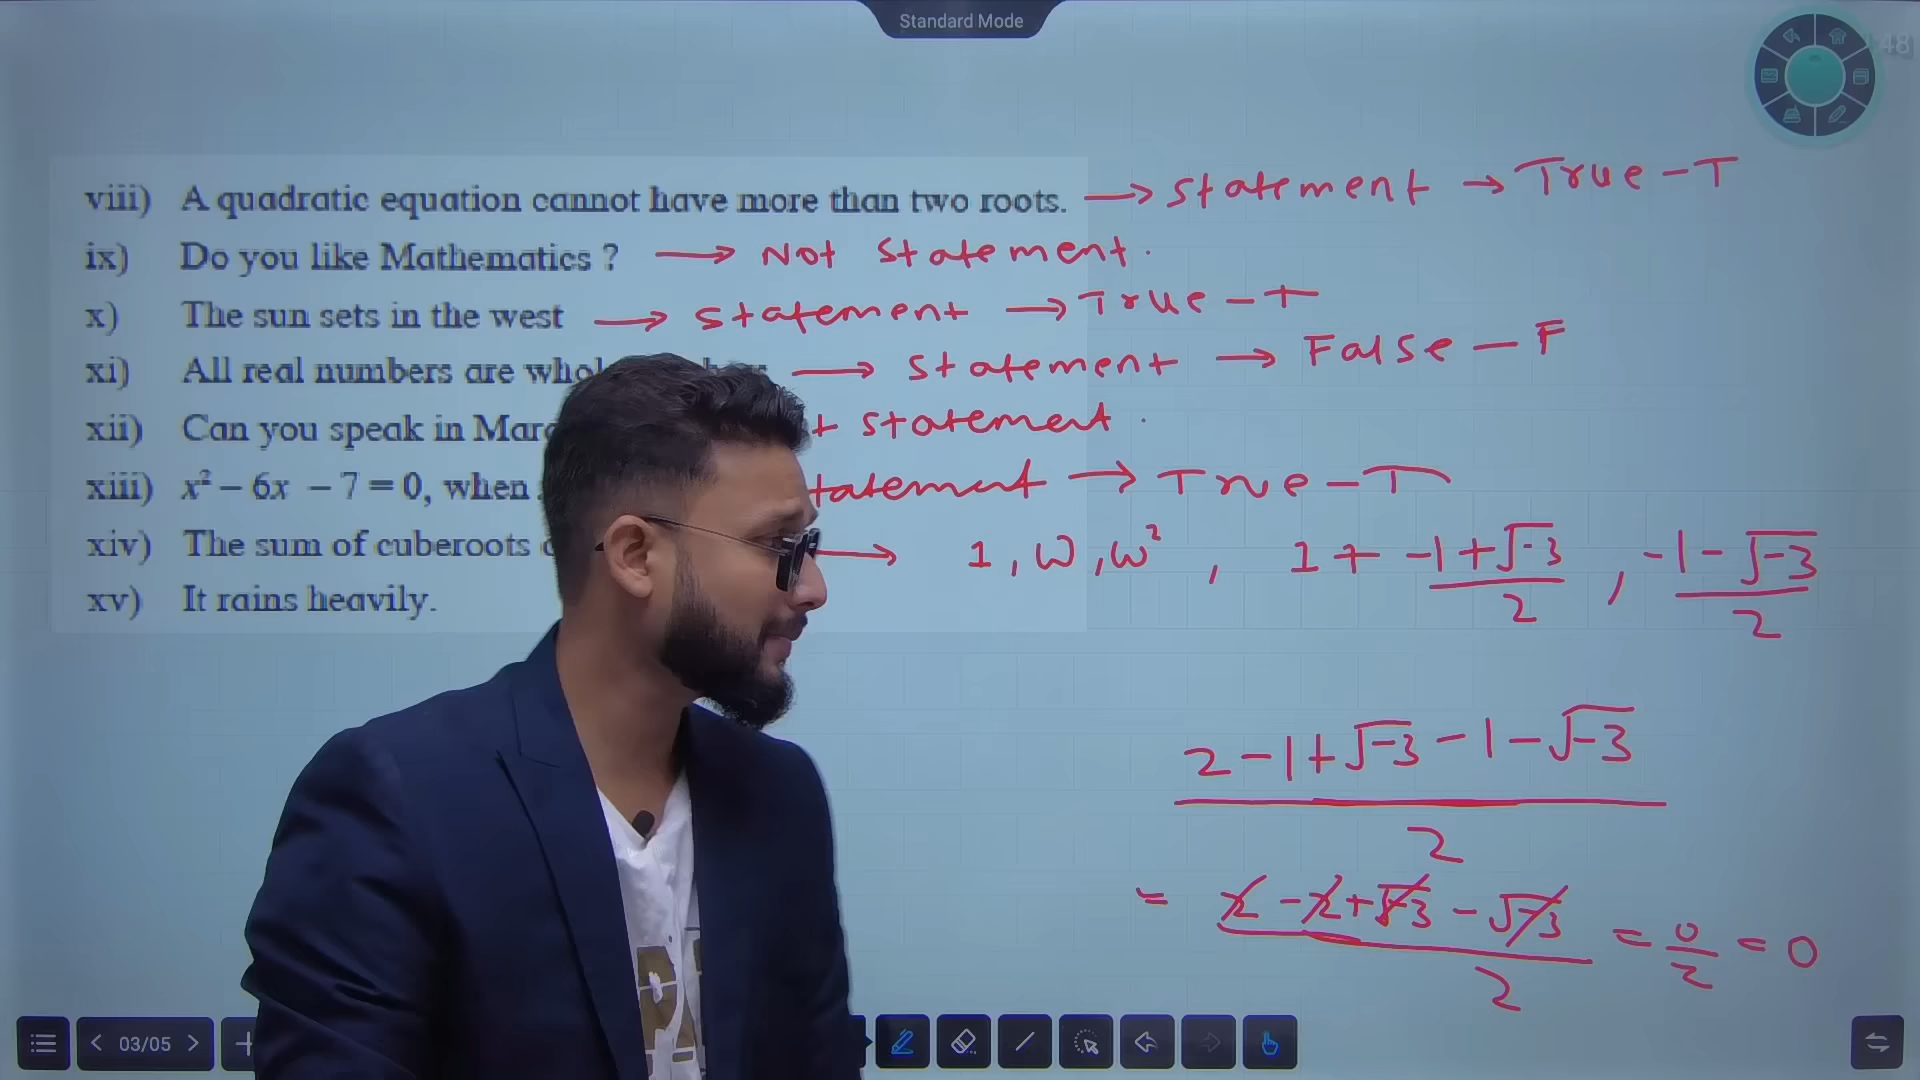 Standard Mode
48
viii) A quadratic equation cannot have more than two roots. → statement → True - T
ix) Do you like Mathematics ? → Not statement.
x) The sun sets in the west → statement → True - T
xi) All real numbers are → statement → False - F
xii) Can you speak in statement.
xiii) x² – 6x – 7 = 0, when → True - T
xiv) The sum of cuberoots → 1, ω, ω² , 1 + -1+√-3/2 , -1-√-3/2
xv) It rains heavily.
2-1+√-3-1-√-3
2
= 2-2+√-3-√-3/2 = 0/2 = 0
03/05